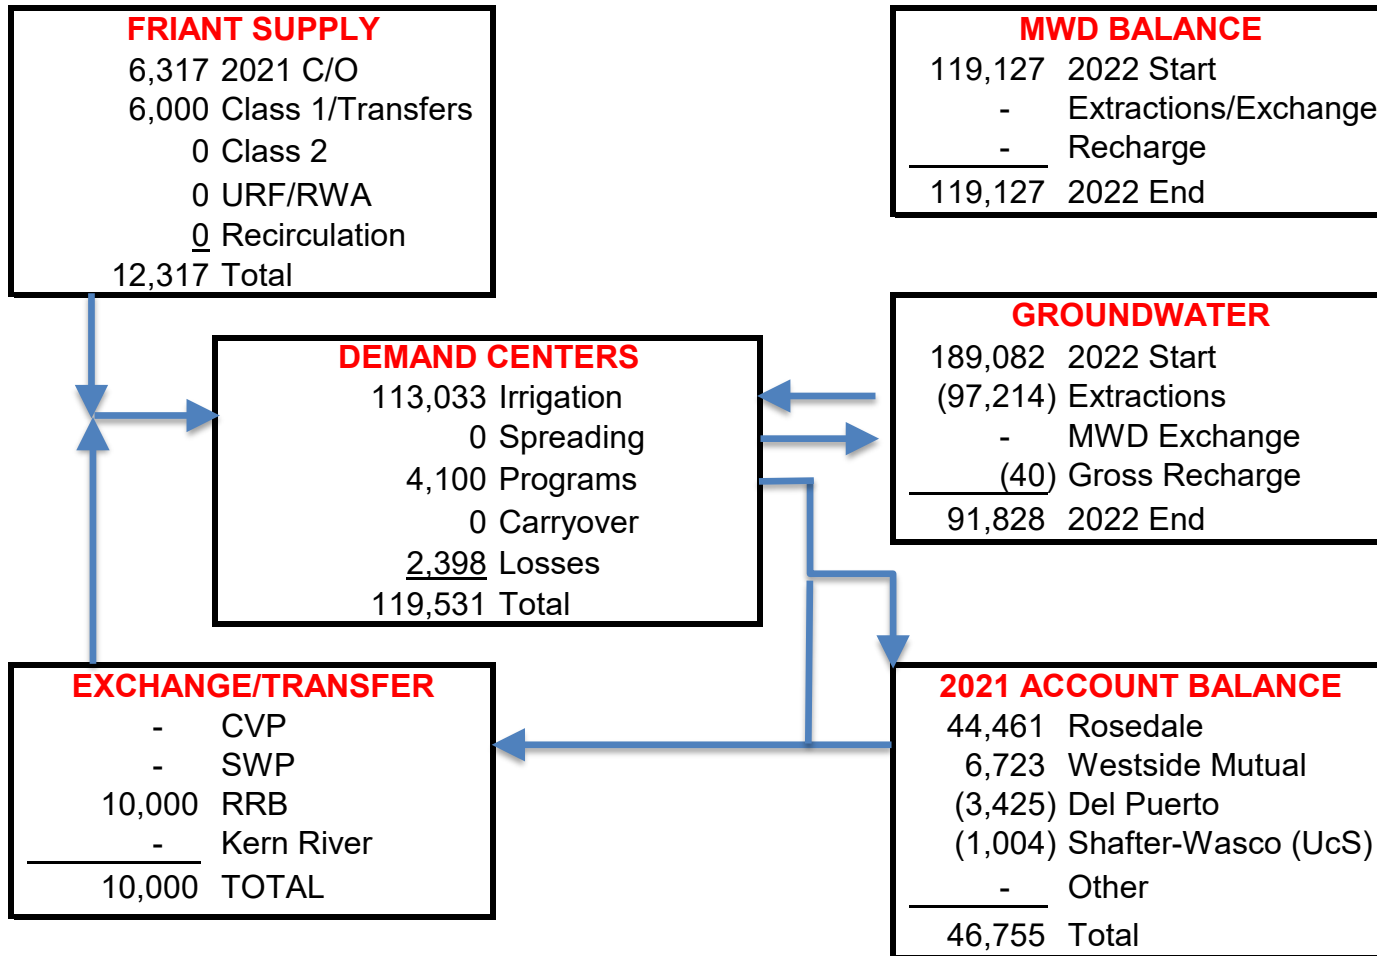 FRIANT SUPPLY
6,317 2021 C/O
6,000 Class 1/Transfers
0 Class 2
0 URF/RWA
0 Recirculation
12,317 Total
MWD BALANCE
119,127 2022 Start
- Extractions/Exchange
- Recharge
119,127 2022 End
DEMAND CENTERS
113,033 Irrigation
0 Spreading
4,100 Programs
0 Carryover
2,398 Losses
119,531 Total
GROUNDWATER
189,082 2022 Start
(97,214) Extractions
- MWD Exchange
(40) Gross Recharge
91,828 2022 End
EXCHANGE/TRANSFER
- CVP
- SWP
10,000 RRB
- Kern River
10,000 TOTAL
2021 ACCOUNT BALANCE
44,461 Rosedale
6,723 Westside Mutual
(3,425) Del Puerto
(1,004) Shafter-Wasco (UcS)
- Other
46,755 Total